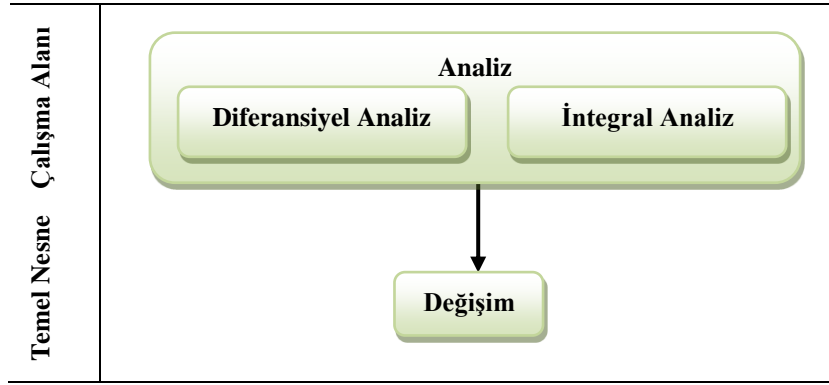 Çalışma Alanı
Analiz
Diferansiyel Analiz
İntegral Analiz
Temel Nesne
Değişim